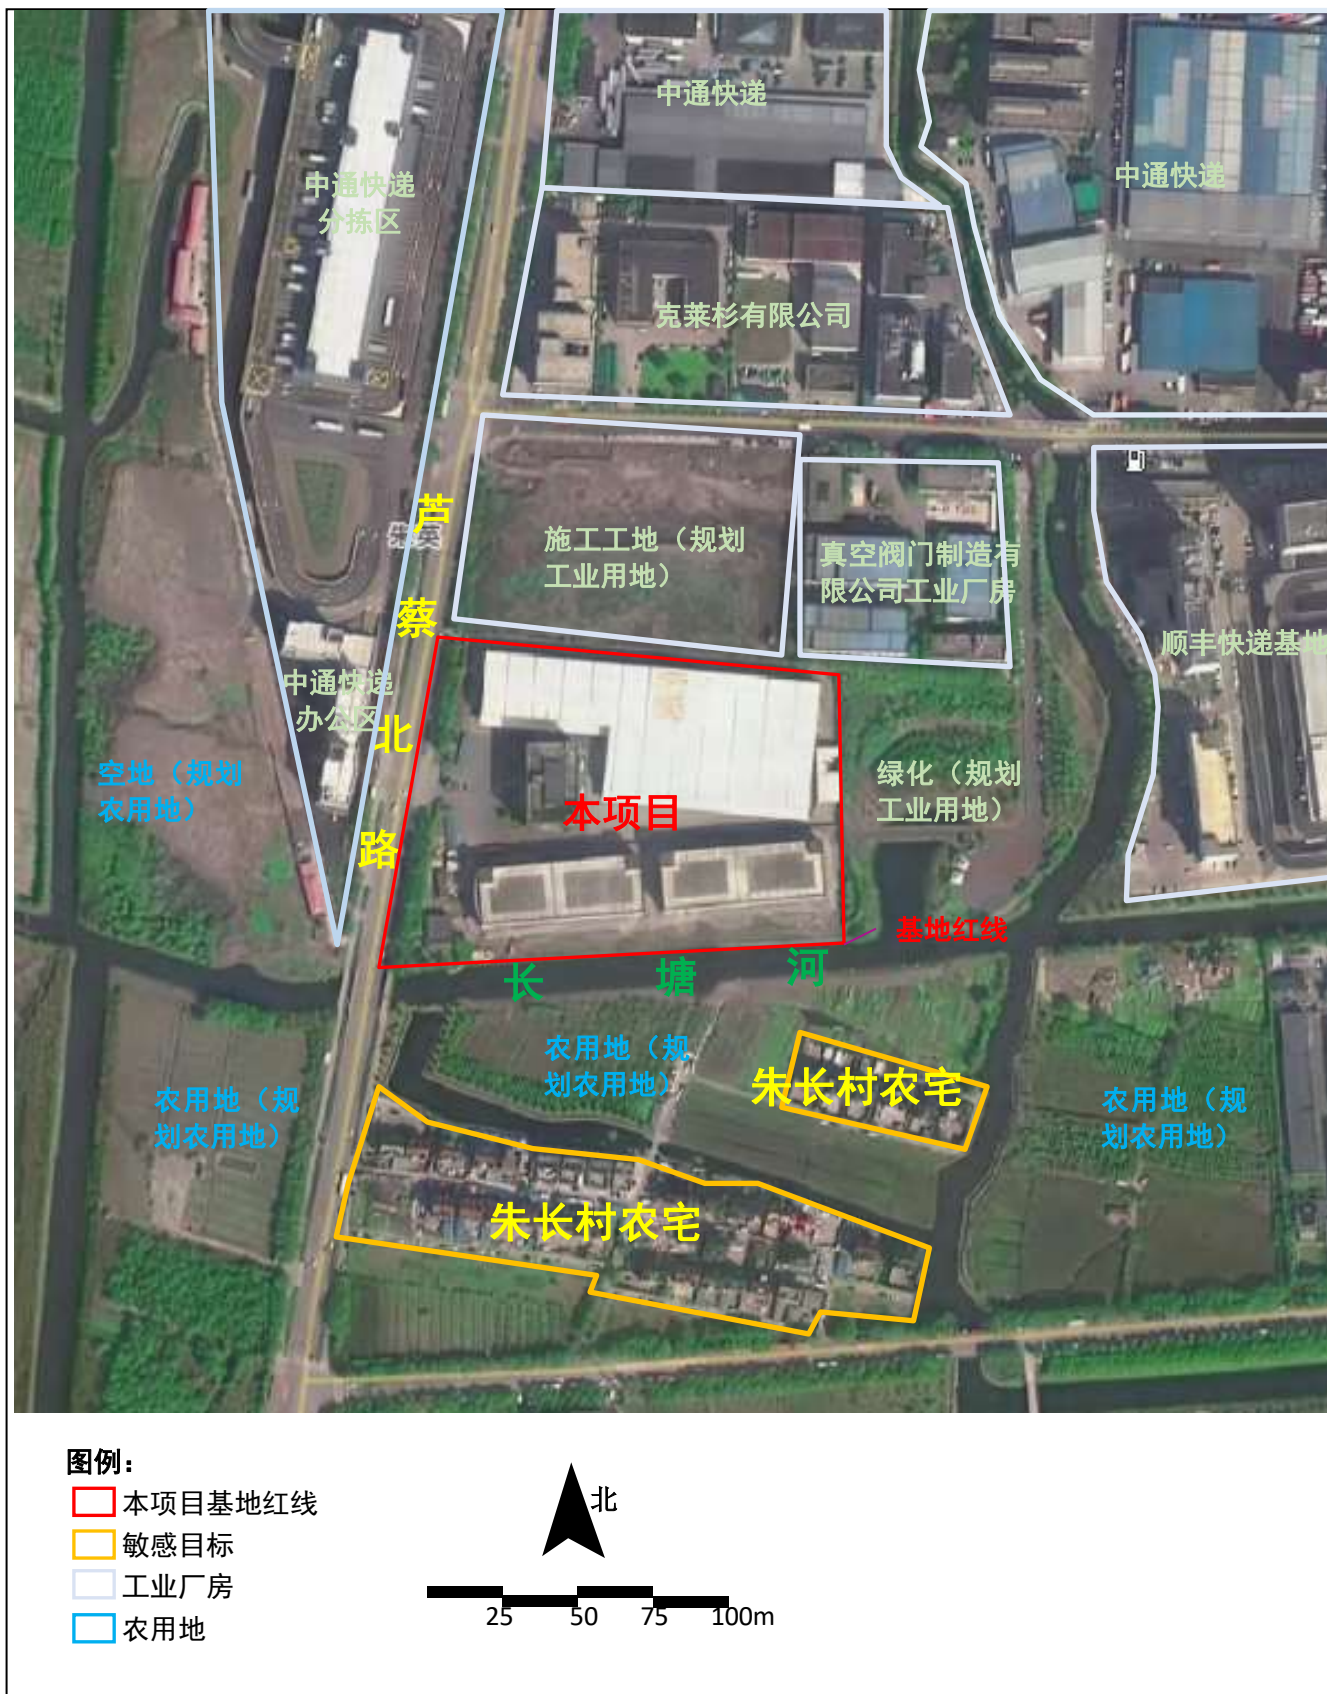 中通快递
中通快递
中通快递
分拣区
克莱杉有限公司
芦
蔡
北
路
施工工地（规划
工业用地）
真空阀门制造有
限公司工业厂房
顺丰快递基地
中通快递
办公区
空地（规划
农用地）
本项目
绿化（规划
工业用地）
基地红线
长塘河
农用地（规
划农用地）
朱长村农宅
农用地（规
划农用地）
农用地（规
划农用地）
朱长村农宅
图例：
本项目基地红线
敏感目标
工业厂房
农用地
北
25 50 75 100m